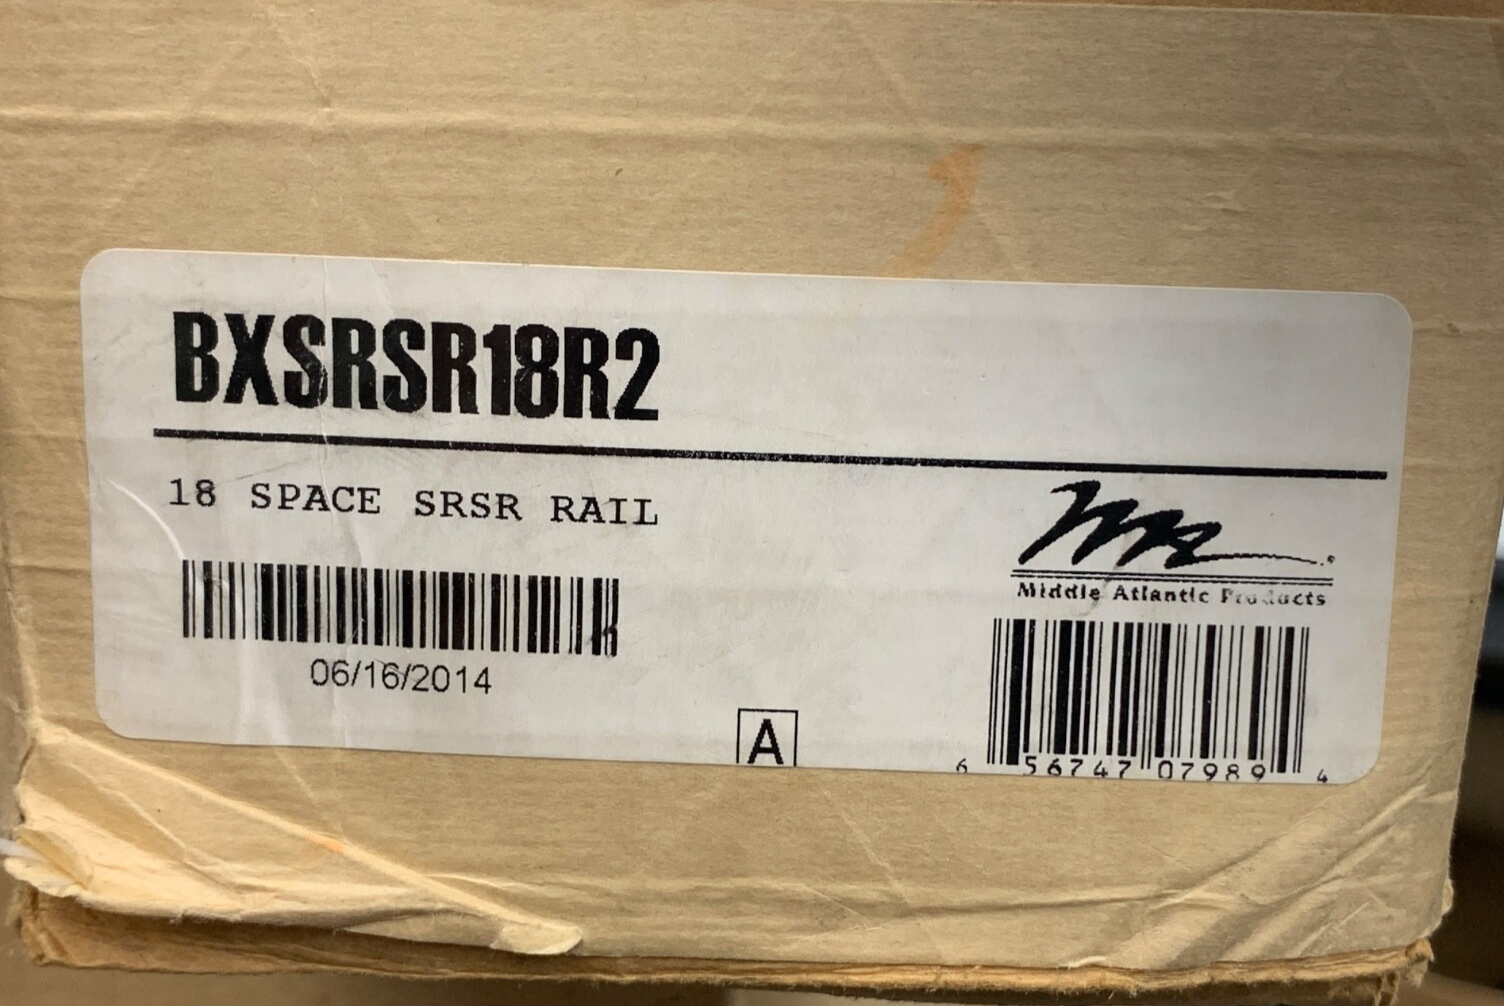 BXSRSR18R2
18 SPACE SRSR RAIL
06/16/2014
A
Middle Atlantic Products
6 56747 07989 4